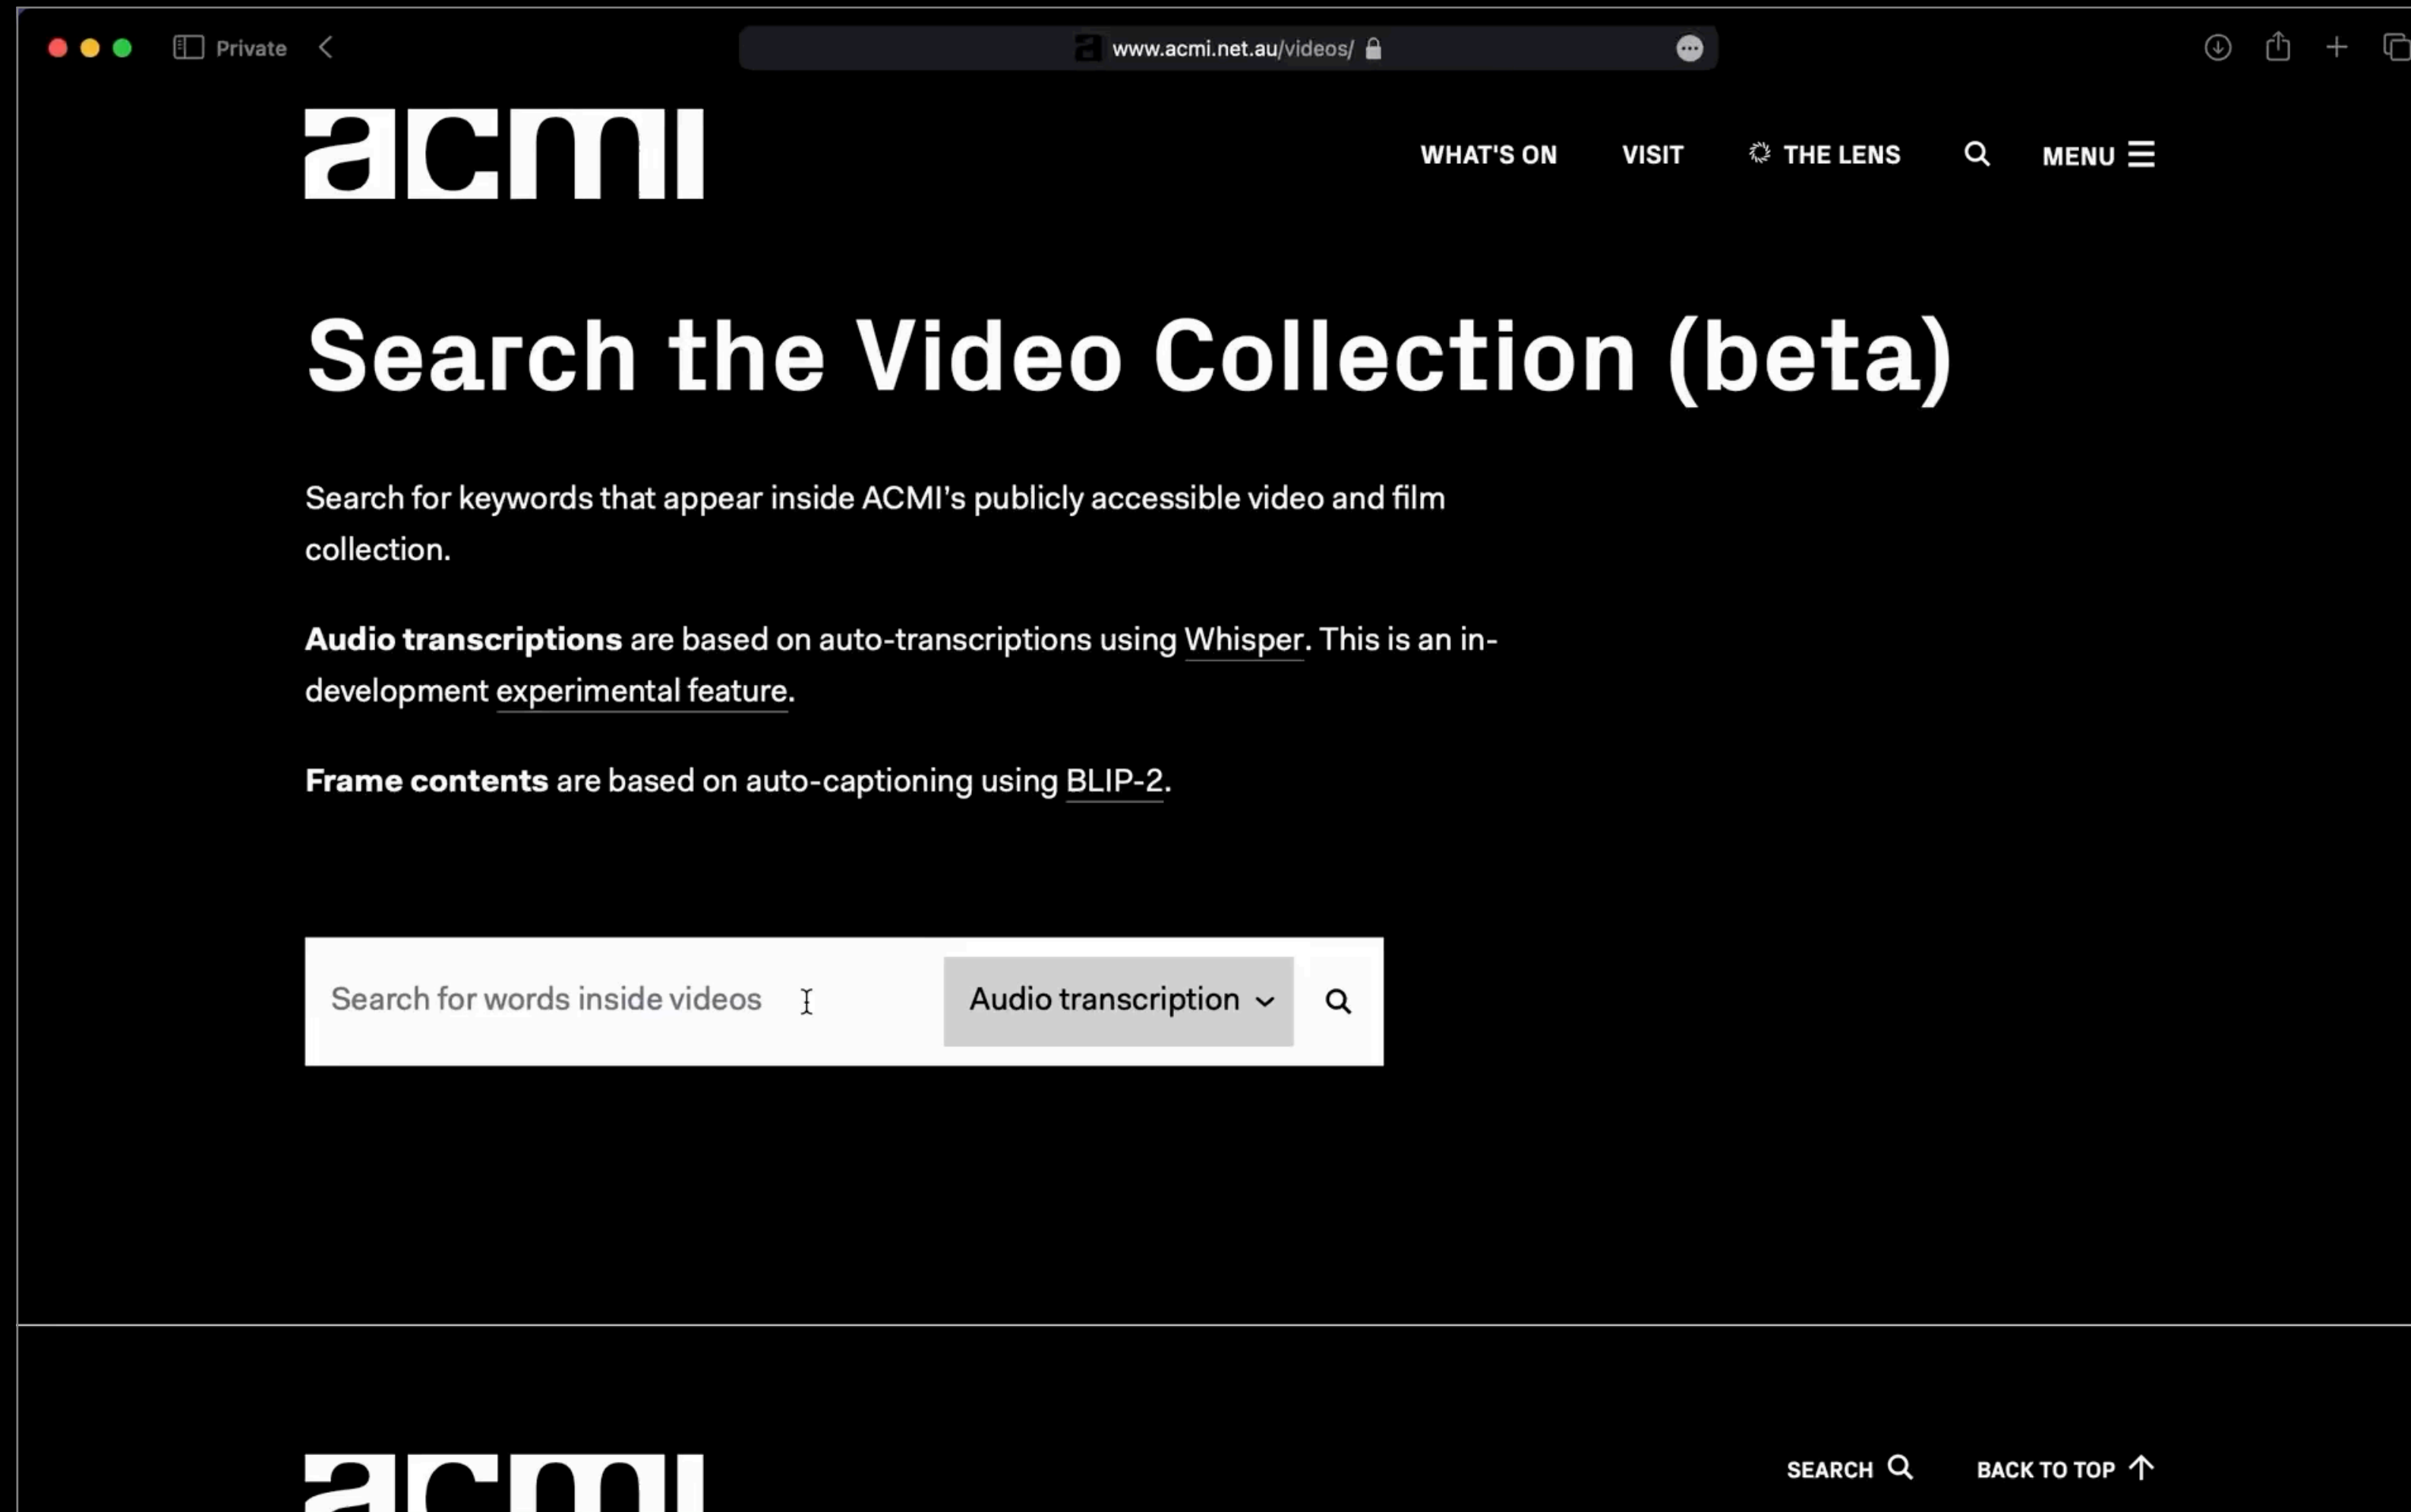 Private
www.acmi.net.au/videos/
acmi
WHAT'S ON
VISIT
THE LENS
MENU
Search the Video Collection (beta)
Search for keywords that appear inside ACMI's publicly accessible video and film
collection.
Audio transcriptions are based on auto-transcriptions using Whisper. This is an in-
development experimental feature.
Frame contents are based on auto-captioning using BLIP-2.
Search for words inside videos
Audio transcription
acmi
SEARCH
BACK TO TOP